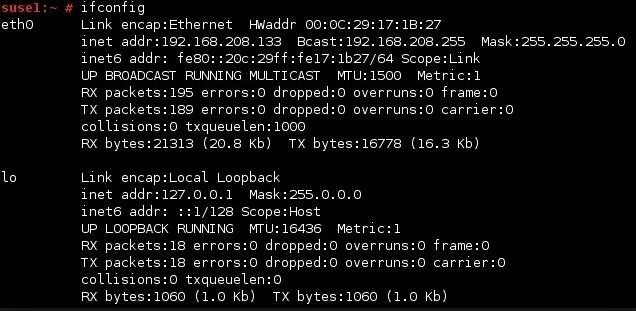 suse1:~ # ifconfig
eth0      Link encap:Ethernet  HWaddr 00:0C:29:17:1B:27
          inet addr:192.168.208.133  Bcast:192.168.208.255  Mask:255.255.255.0
          inet6 addr: fe80::20c:29ff:fe17:1b27/64 Scope:Link
          UP BROADCAST RUNNING MULTICAST  MTU:1500  Metric:1
          RX packets:195 errors:0 dropped:0 overruns:0 frame:0
          TX packets:189 errors:0 dropped:0 overruns:0 carrier:0
          collisions:0 txqueuelen:1000
          RX bytes:21313 (20.8 Kb)  TX bytes:16778 (16.3 Kb)

lo        Link encap:Local Loopback
          inet addr:127.0.0.1  Mask:255.0.0.0
          inet6 addr: ::1/128 Scope:Host
          UP LOOPBACK RUNNING  MTU:16436  Metric:1
          RX packets:18 errors:0 dropped:0 overruns:0 frame:0
          TX packets:18 errors:0 dropped:0 overruns:0 carrier:0
          collisions:0 txqueuelen:0
          RX bytes:1060 (1.0 Kb)  TX bytes:1060 (1.0 Kb)